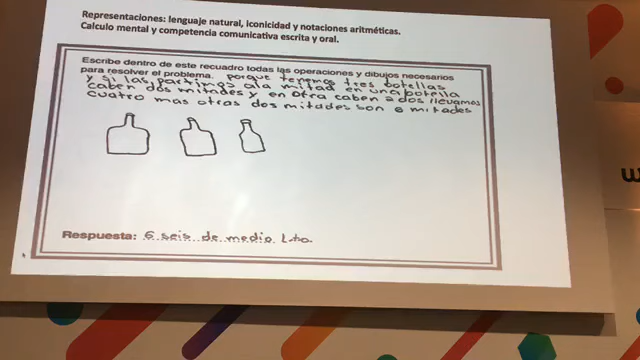 Representaciones: lenguaje natural, iconicidad y notaciones aritméticas.
Calculo mental y competencia comunicativa escrita y oral.
Escribe dentro de este recuadro todas las operaciones y dibujos necesarios
para resolver el problema. porque tenemos tres botellas
y si las partimos ala mitad en una botella
caben dos mitades y en otra caben 2 dos llevamos
cuatro mas otras dos mitades son 6 mitades
Respuesta: 6 seis de medio Lto.